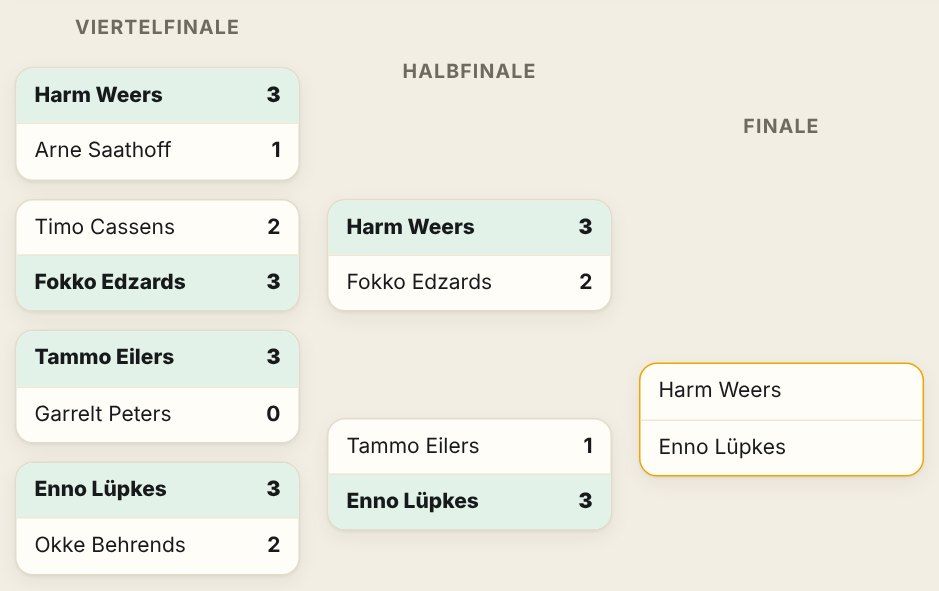 VIERTELFINALE
Harm Weers 3
Arne Saathoff 1
Timo Cassens 2
Fokko Edzards 3
Tammo Eilers 3
Garrelt Peters 0
Enno Lüpkes 3
Okke Behrends 2
HALBFINALE
Harm Weers 3
Fokko Edzards 2
Tammo Eilers 1
Enno Lüpkes 3
FINALE
Harm Weers
Enno Lüpkes